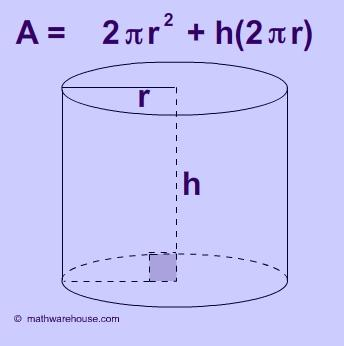 A = 2πr² + h(2πr)
r
h
© mathwarehouse.com